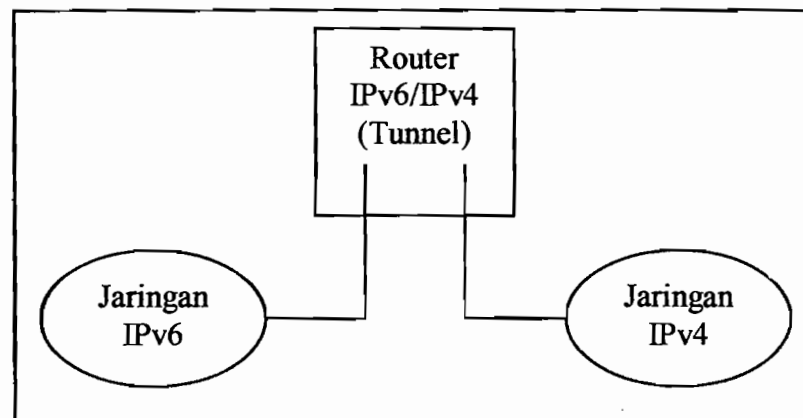 Router
IPv6/IPv4
(Tunnel)
Jaringan
IPv6
Jaringan
IPv4